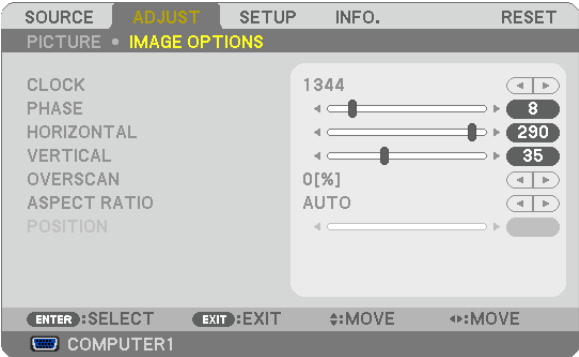 SOURCE ADJUST SETUP INFO. RESET
PICTURE • IMAGE OPTIONS
CLOCK 1344
PHASE 8
HORIZONTAL 290
VERTICAL 35
OVERSCAN 0[%]
ASPECT RATIO AUTO
POSITION
ENTER :SELECT EXIT :EXIT :MOVE :MOVE
COMPUTER1